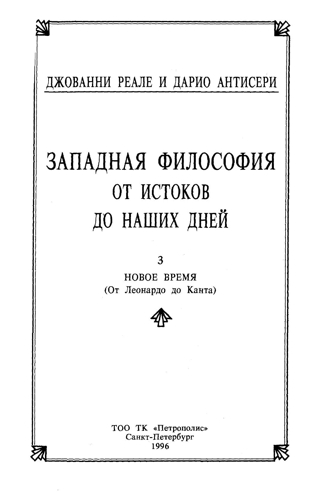 ДЖОВАННИ РЕАЛЕ И ДАРИО АНТИСЕРИ
ЗАПАДНАЯ ФИЛОСОФИЯ
ОТ ИСТОКОВ
ДО НАШИХ ДНЕЙ
3
НОВОЕ ВРЕМЯ
(От Леонардо до Канта)
ТОО ТК «Петрополис»
Санкт-Петербург
1996